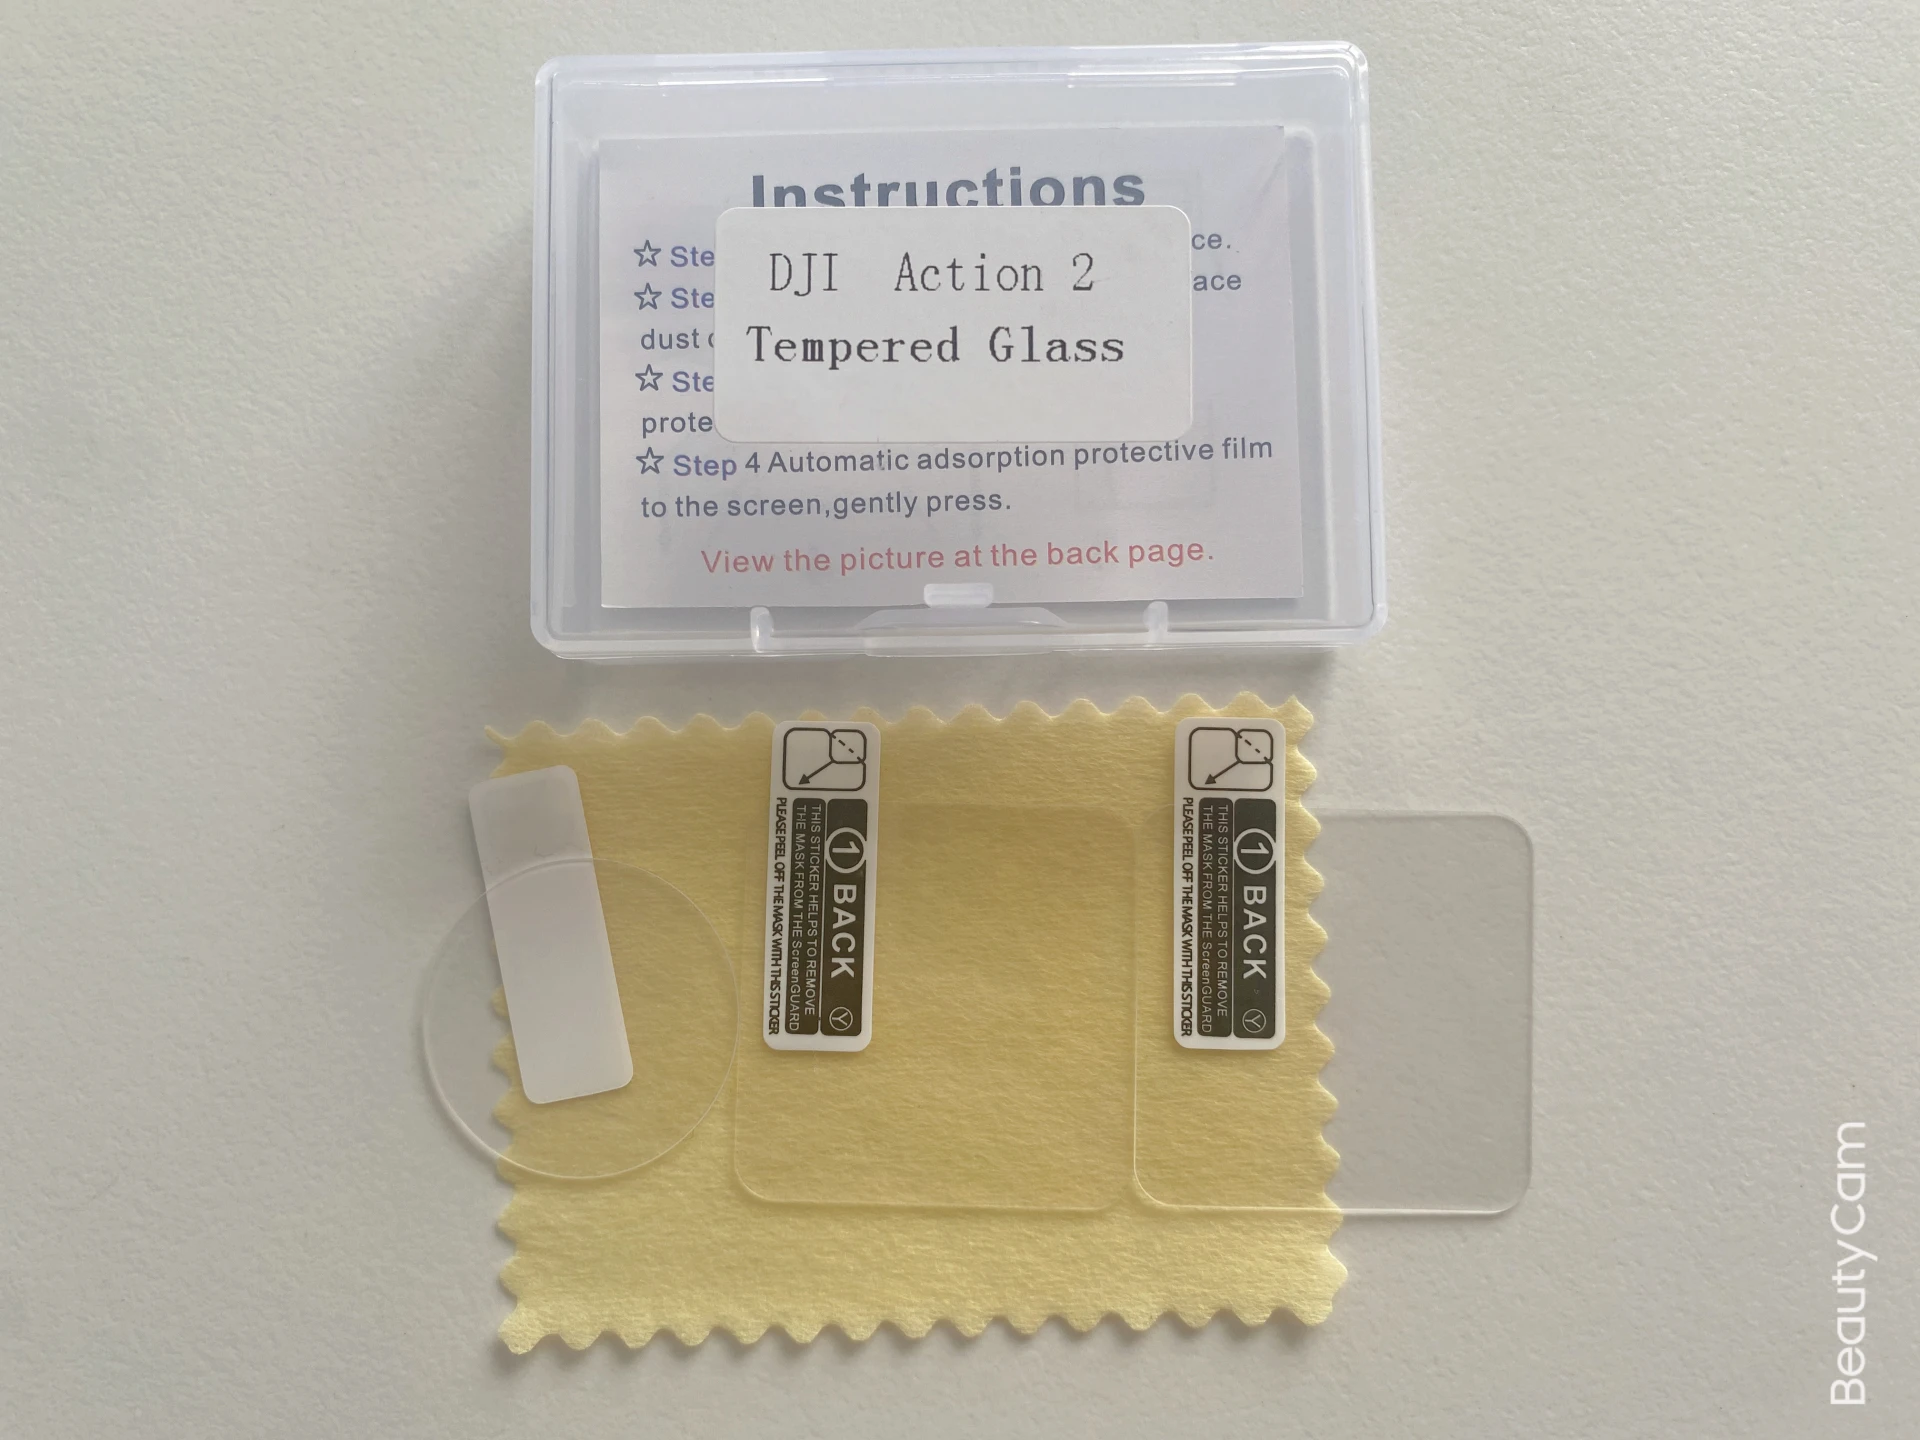 Instructions
☆ Ste
ce.
☆ Ste
ace
dust
☆ Ste
prote
DJI Action 2
Tempered Glass
☆ Step 4 Automatic adsorption protective film
to the screen,gently press.
View the picture at the back page.
1 BACK Y
THIS STICKER HELPS TO REMOVE
THE MASK FROM THE ScreenGUARD
PLEASE PEEL OFF THE MASK WITH THIS STICKER
1 BACK Y
THIS STICKER HELPS TO REMOVE
THE MASK FROM THE ScreenGUARD
PLEASE PEEL OFF THE MASK WITH THIS STICKER
BeautyCam